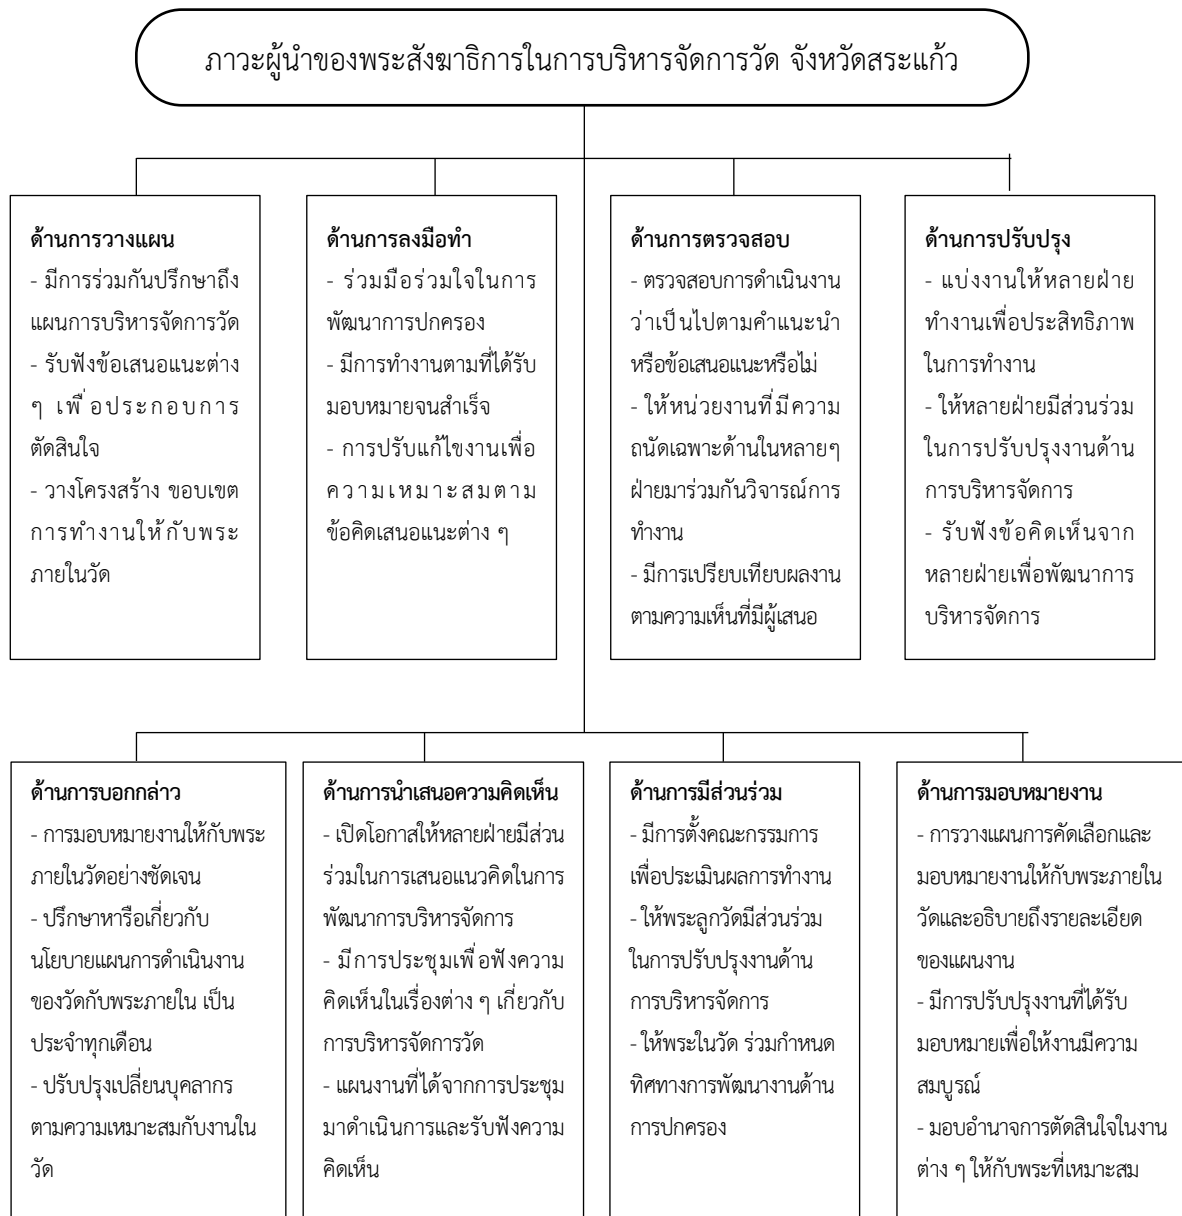 ภาวะผู้นำของพระสังฆาธิการในการบริหารจัดการวัด จังหวัดสระแก้ว
ด้านการวางแผน
- มีการร่วมกันปรึกษาถึง
แผนการบริหารจัดการวัด
- รับฟังข้อเสนอแนะต่าง
ๆ เพื่อประกอบการ
ตัดสินใจ
- วางโครงสร้าง ขอบเขต
การทำงานให้กับพระ
ภายในวัด
ด้านการลงมือทำ
- ร่วมมือร่วมใจในการ
พัฒนาการปกครอง
- มีการทำงานตามที่ได้รับ
มอบหมายจนสำเร็จ
- การปรับแก้ไขงานเพื่อ
ความเหมาะสมตาม
ข้อคิดเสนอแนะต่าง ๆ
ด้านการตรวจสอบ
- ตรวจสอบการดำเนินงาน
ว่าเป็นไปตามคำแนะนำ
หรือข้อเสนอแนะหรือไม่
- ให้หน่วยงานที่มีความ
ถนัดเฉพาะด้านในหลายๆ
ฝ่ายมาร่วมกันวิจารณ์การ
ทำงาน
- มีการเปรียบเทียบผลงาน
ตามความเห็นที่มีผู้เสนอ
ด้านการปรับปรุง
- แบ่งงานให้หลายฝ่าย
ทำงานเพื่อประสิทธิภาพ
ในการทำงาน
- ให้หลายฝ่ายมีส่วนร่วม
ในการปรับปรุงงานด้าน
การบริหารจัดการ
- รับฟังข้อคิดเห็นจาก
หลายฝ่ายเพื่อพัฒนาการ
บริหารจัดการ
ด้านการบอกกล่าว
- การมอบหมายงานให้กับพระ
ภายในวัดอย่างชัดเจน
- ปรึกษาหารือเกี่ยวกับ
นโยบายแผนการดำเนินงาน
ของวัดกับพระภายใน เป็น
ประจำทุกเดือน
- ปรับปรุงเปลี่ยนบุคลากร
ตามความเหมาะสมกับงานใน
วัด
ด้านการนำเสนอความคิดเห็น
- เปิดโอกาสให้หลายฝ่ายมีส่วน
ร่วมในการเสนอแนวคิดในการ
พัฒนาการบริหารจัดการ
- มีการประชุมเพื่อฟังความ
คิดเห็นในเรื่องต่าง ๆ เกี่ยวกับ
การบริหารจัดการวัด
- แผนงานที่ได้จากการประชุม
มาดำเนินการและรับฟังความ
คิดเห็น
ด้านการมีส่วนร่วม
- มีการตั้งคณะกรรมการ
เพื่อประเมินผลการทำงาน
- ให้พระลูกวัดมีส่วนร่วม
ในการปรับปรุงงานด้าน
การบริหารจัดการ
- ให้พระในวัด ร่วมกำหนด
ทิศทางการพัฒนางานด้าน
การปกครอง
ด้านการมอบหมายงาน
- การวางแผนการคัดเลือกและ
มอบหมายงานให้กับพระภายใน
วัดและอธิบายถึงรายละเอียด
ของแผนงาน
- มีการปรับปรุงงานที่ได้รับ
มอบหมายเพื่อให้งานมีความ
สมบูรณ์
- มอบอำนาจการตัดสินใจในงาน
ต่าง ๆ ให้กับพระที่เหมาะสม